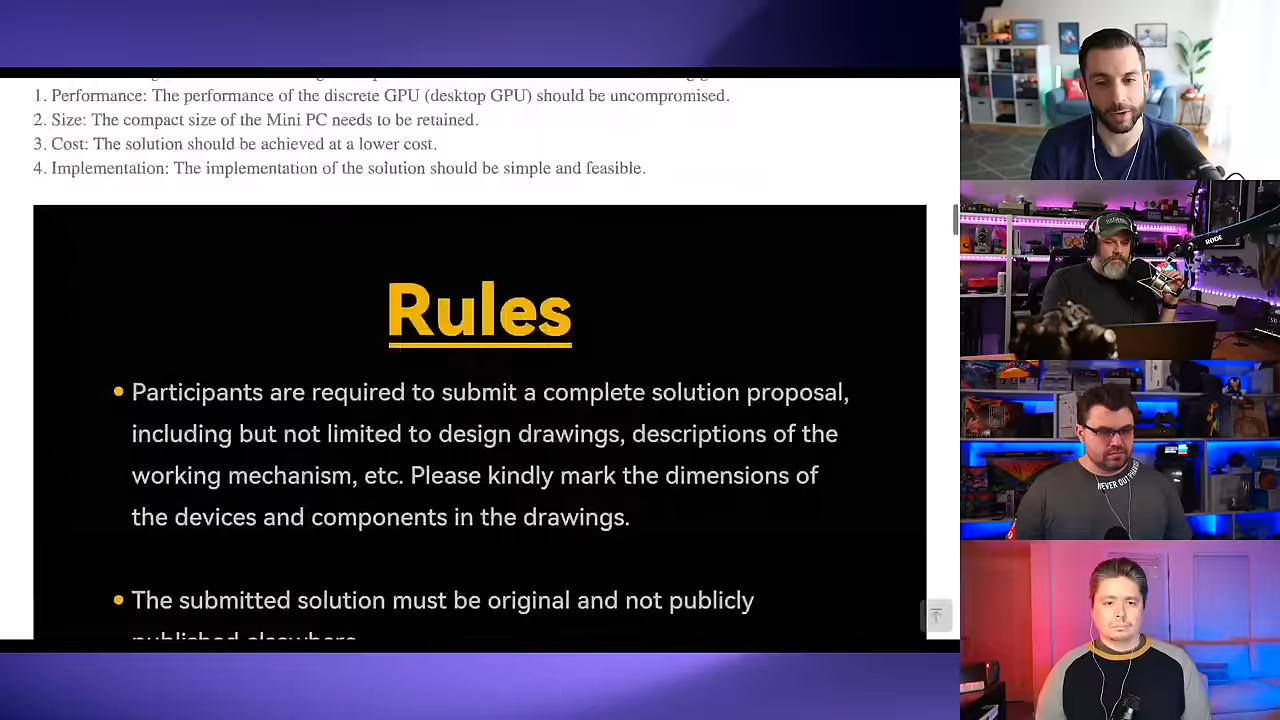 1. Performance: The performance of the discrete GPU (desktop GPU) should be uncompromised.
2. Size: The compact size of the Mini PC needs to be retained.
3. Cost: The solution should be achieved at a lower cost.
4. Implementation: The implementation of the solution should be simple and feasible.
Rules
• Participants are required to submit a complete solution proposal,
including but not limited to design drawings, descriptions of the
working mechanism, etc. Please kindly mark the dimensions of
the devices and components in the drawings.
• The submitted solution must be original and not publicly
published elsewhere.
RODE
NEVER OUT